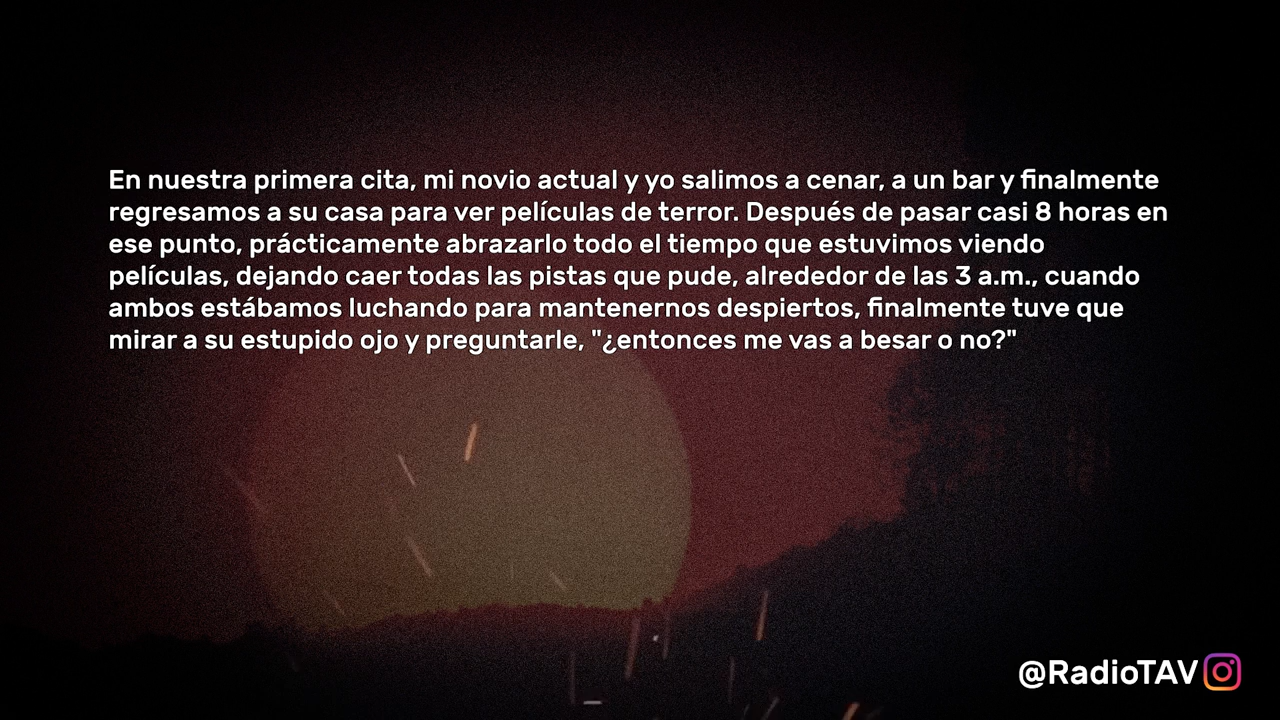 En nuestra primera cita, mi novio actual y yo salimos a cenar, a un bar y finalmente
regresamos a su casa para ver películas de terror. Después de pasar casi 8 horas en
ese punto, prácticamente abrazarlo todo el tiempo que estuvimos viendo
películas, dejando caer todas las pistas que pude, alrededor de las 3 a.m., cuando
ambos estábamos luchando para mantenernos despiertos, finalmente tuve que
mirar a su estupido ojo y preguntarle, "¿entonces me vas a besar o no?"
@RadioTAV